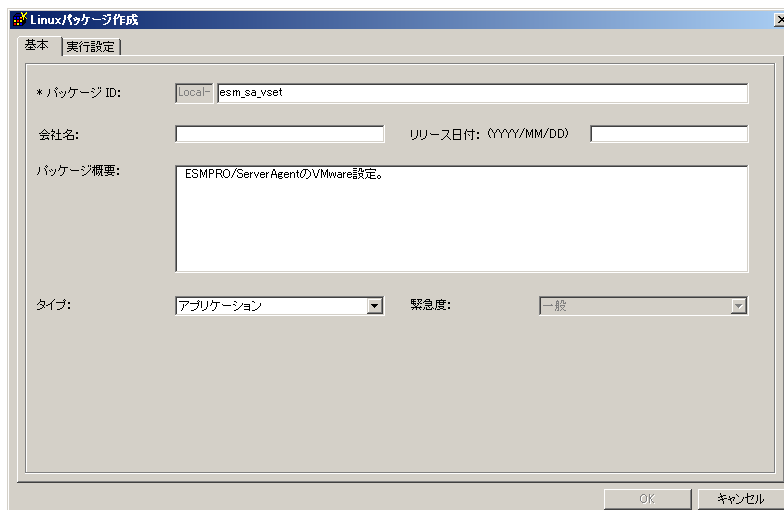 Linuxパッケージ作成
基本 実行設定
* パッケージ ID: Local- esm_sa_vset
会社名: リリース日付: (YYYY/MM/DD)
パッケージ概要: ESMPRO/ServerAgentのVMware設定。
タイプ: アプリケーション 緊急度: 一般
OK キャンセル